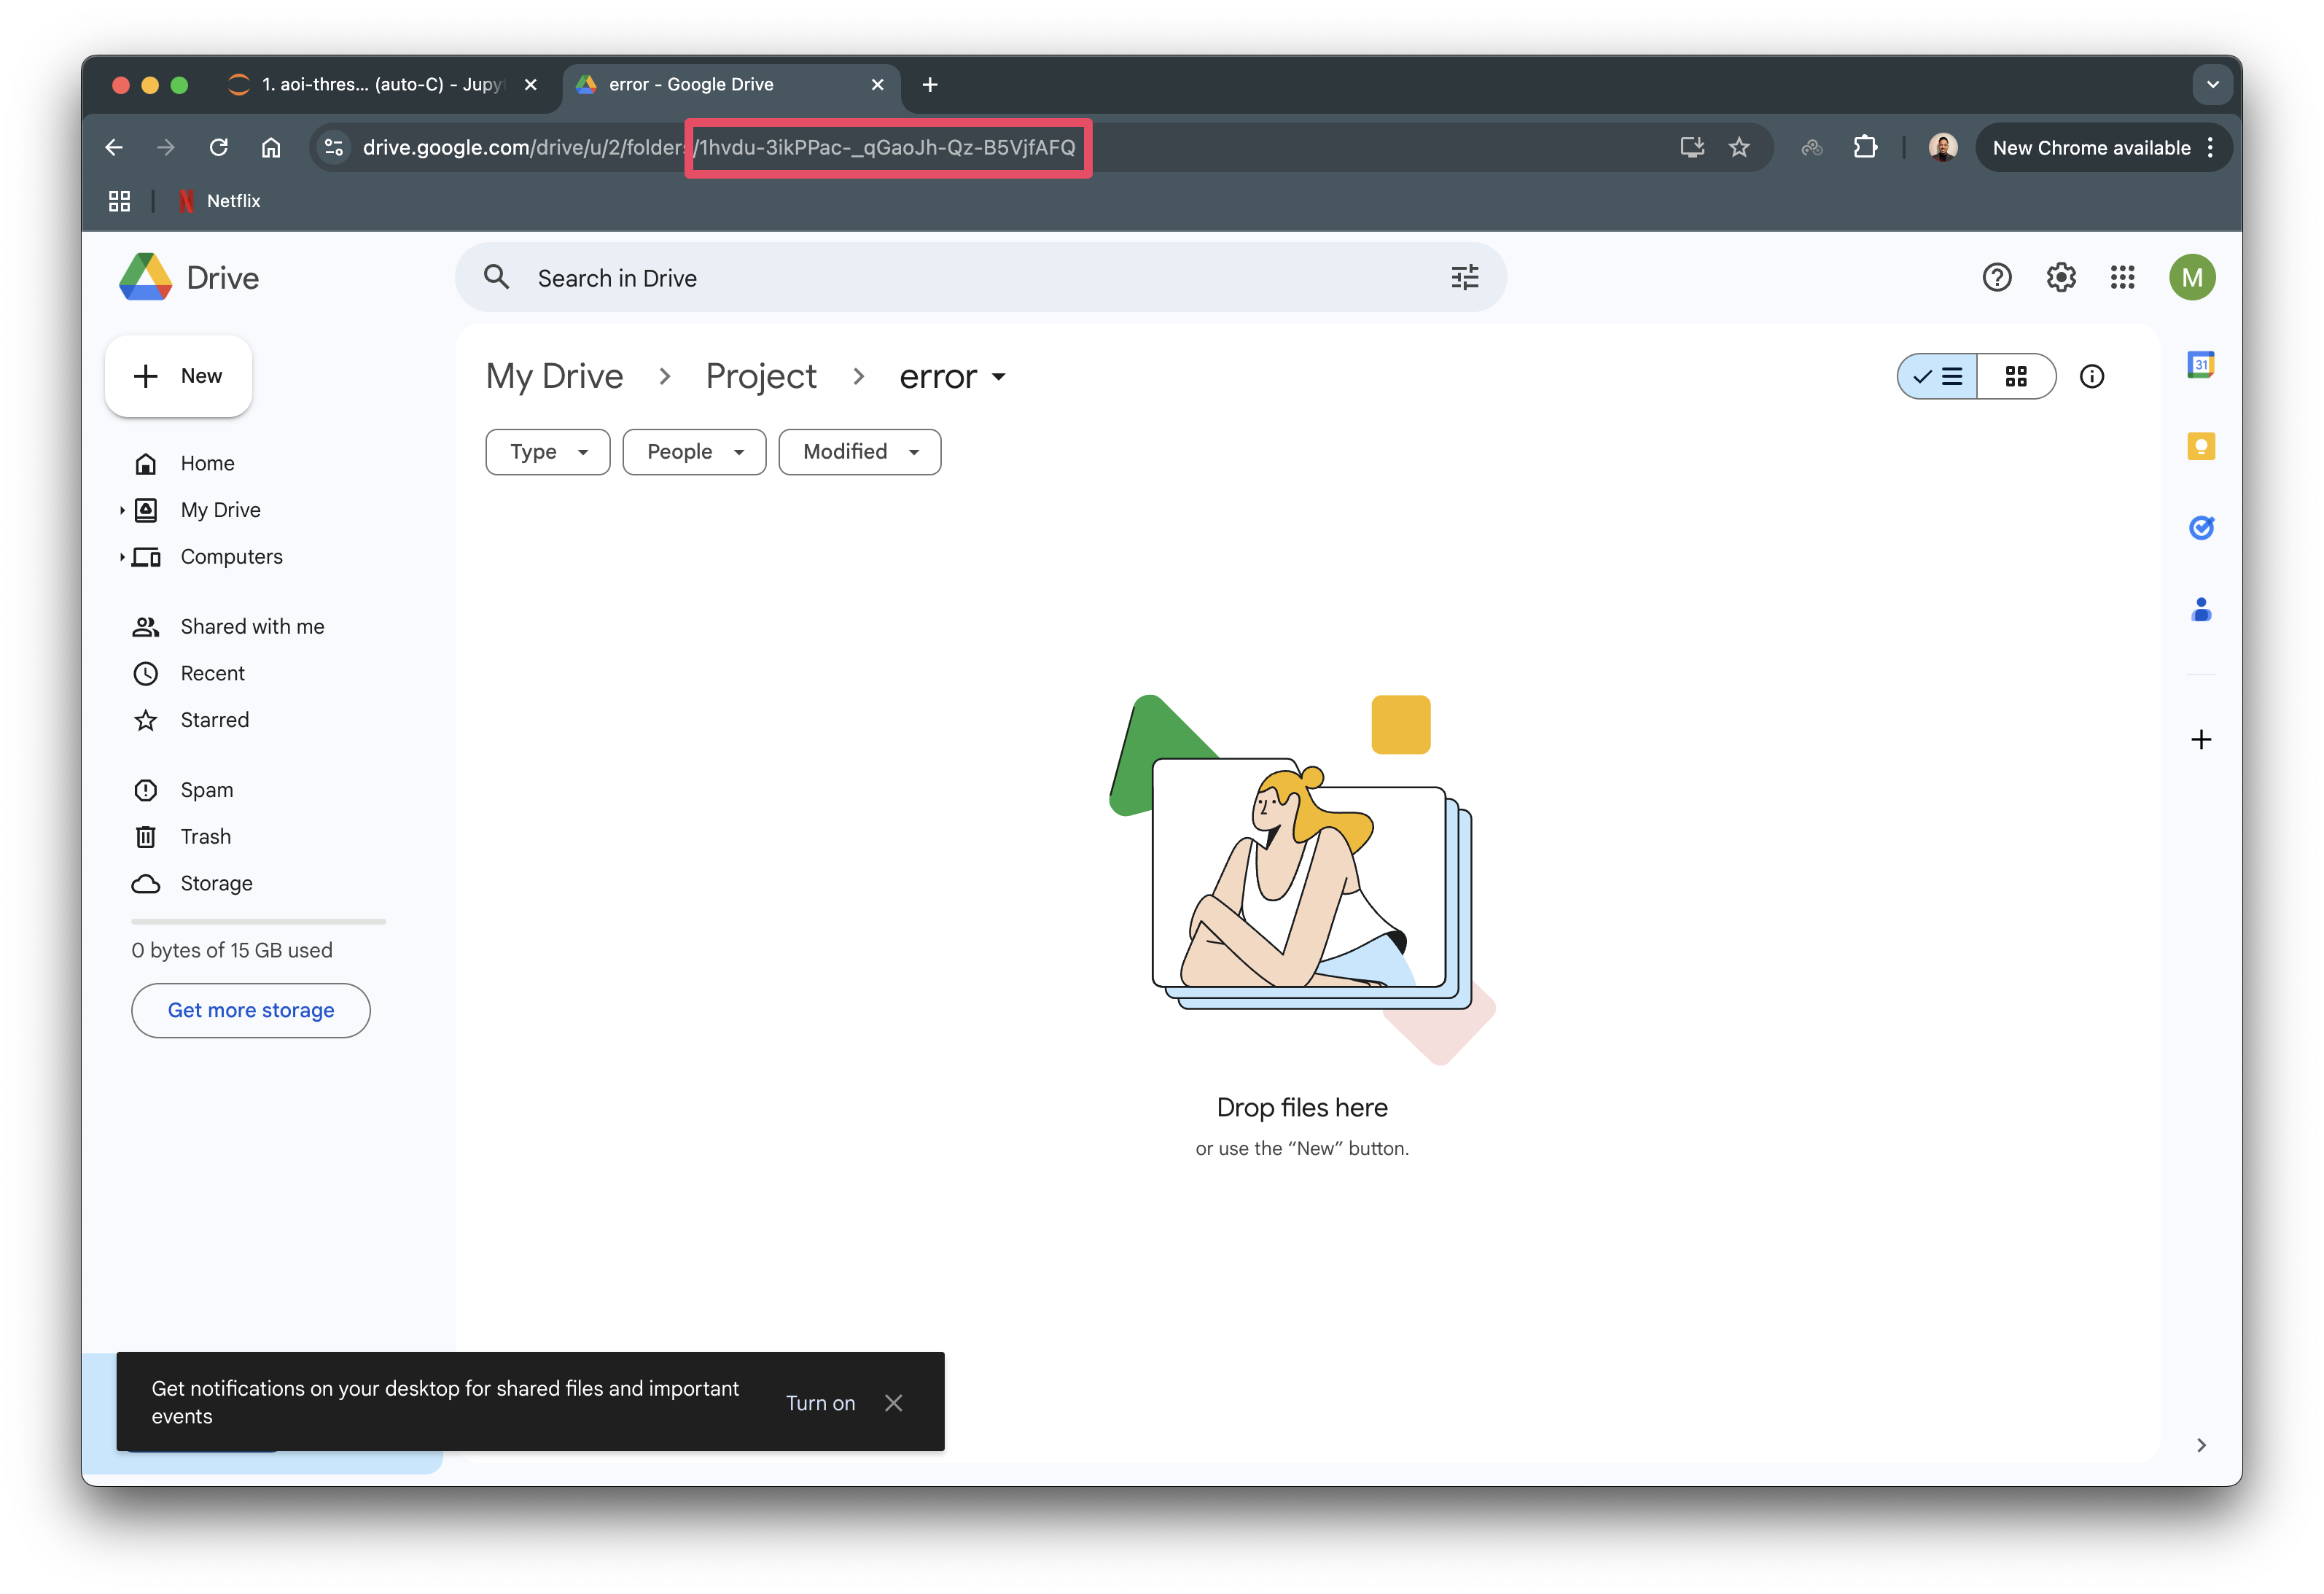 1. aoi-thres... (auto-C) - Jupy
error - Google Drive
drive.google.com/drive/u/2/folders/1hvdu-3ikPPac-_qGaoJh-Qz-B5VjfAFQ
New Chrome available
Netflix
Drive
Search in Drive
M
New
My Drive
Project
error
31
Type
People
Modified
Home
My Drive
Computers
Shared with me
Recent
Starred
Spam
Trash
Storage
0 bytes of 15 GB used
Get more storage
Drop files here
or use the “New” button.
Get notifications on your desktop for shared files and important
events
Turn on